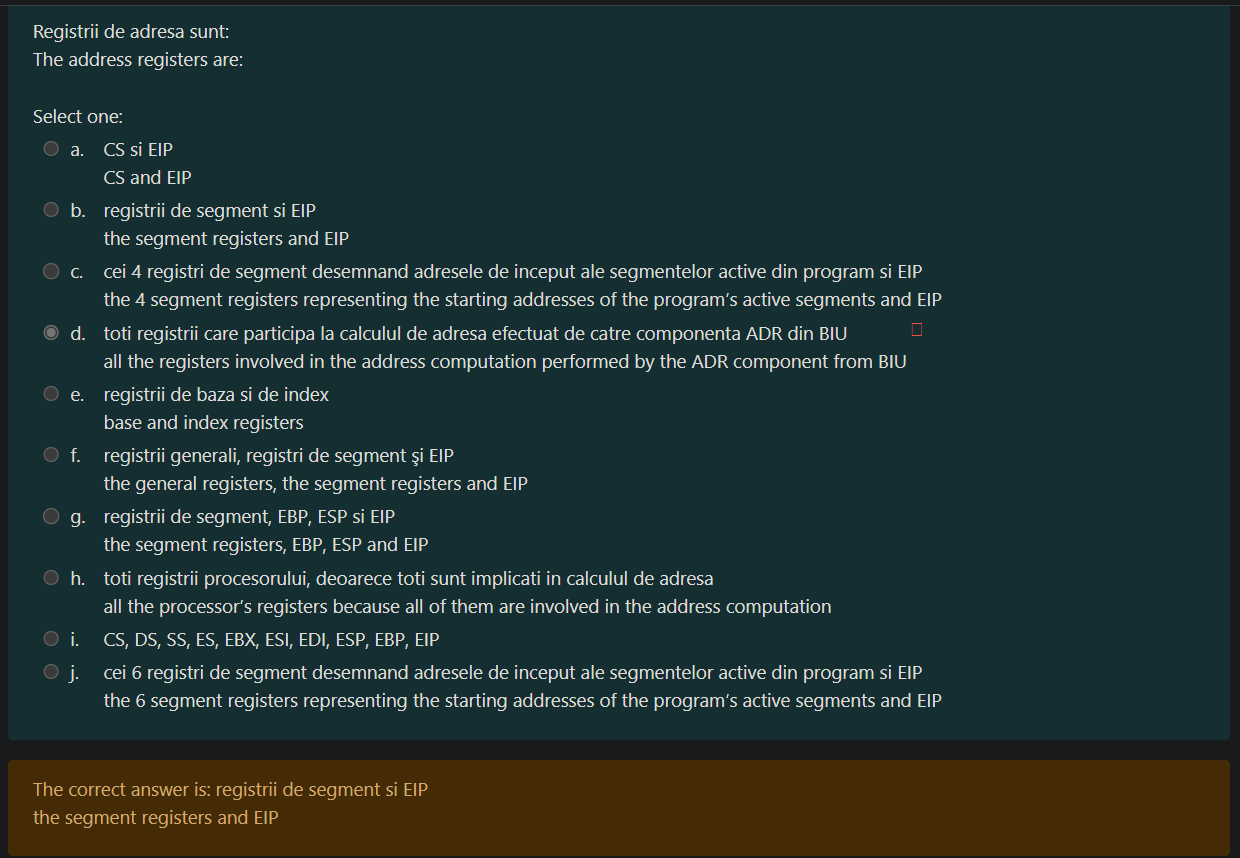 Registrii de adresa sunt:
The address registers are:
Select one:
a. CS si EIP
CS and EIP
b. registrii de segment si EIP
the segment registers and EIP
c. cei 4 registri de segment desemnand adresele de inceput ale segmentelor active din program si EIP
the 4 segment registers representing the starting addresses of the program’s active segments and EIP
d. toti registrii care participa la calculul de adresa efectuat de catre componenta ADR din BIU
all the registers involved in the address computation performed by the ADR component from BIU
e. registrii de baza si de index
base and index registers
f. registrii generali, registri de segment şi EIP
the general registers, the segment registers and EIP
g. registrii de segment, EBP, ESP si EIP
the segment registers, EBP, ESP and EIP
h. toti registrii procesorului, deoarece toti sunt implicati in calculul de adresa
all the processor’s registers because all of them are involved in the address computation
i. CS, DS, SS, ES, EBX, ESI, EDI, ESP, EBP, EIP
j. cei 6 registri de segment desemnand adresele de inceput ale segmentelor active din program si EIP
the 6 segment registers representing the starting addresses of the program’s active segments and EIP
The correct answer is: registrii de segment si EIP
the segment registers and EIP